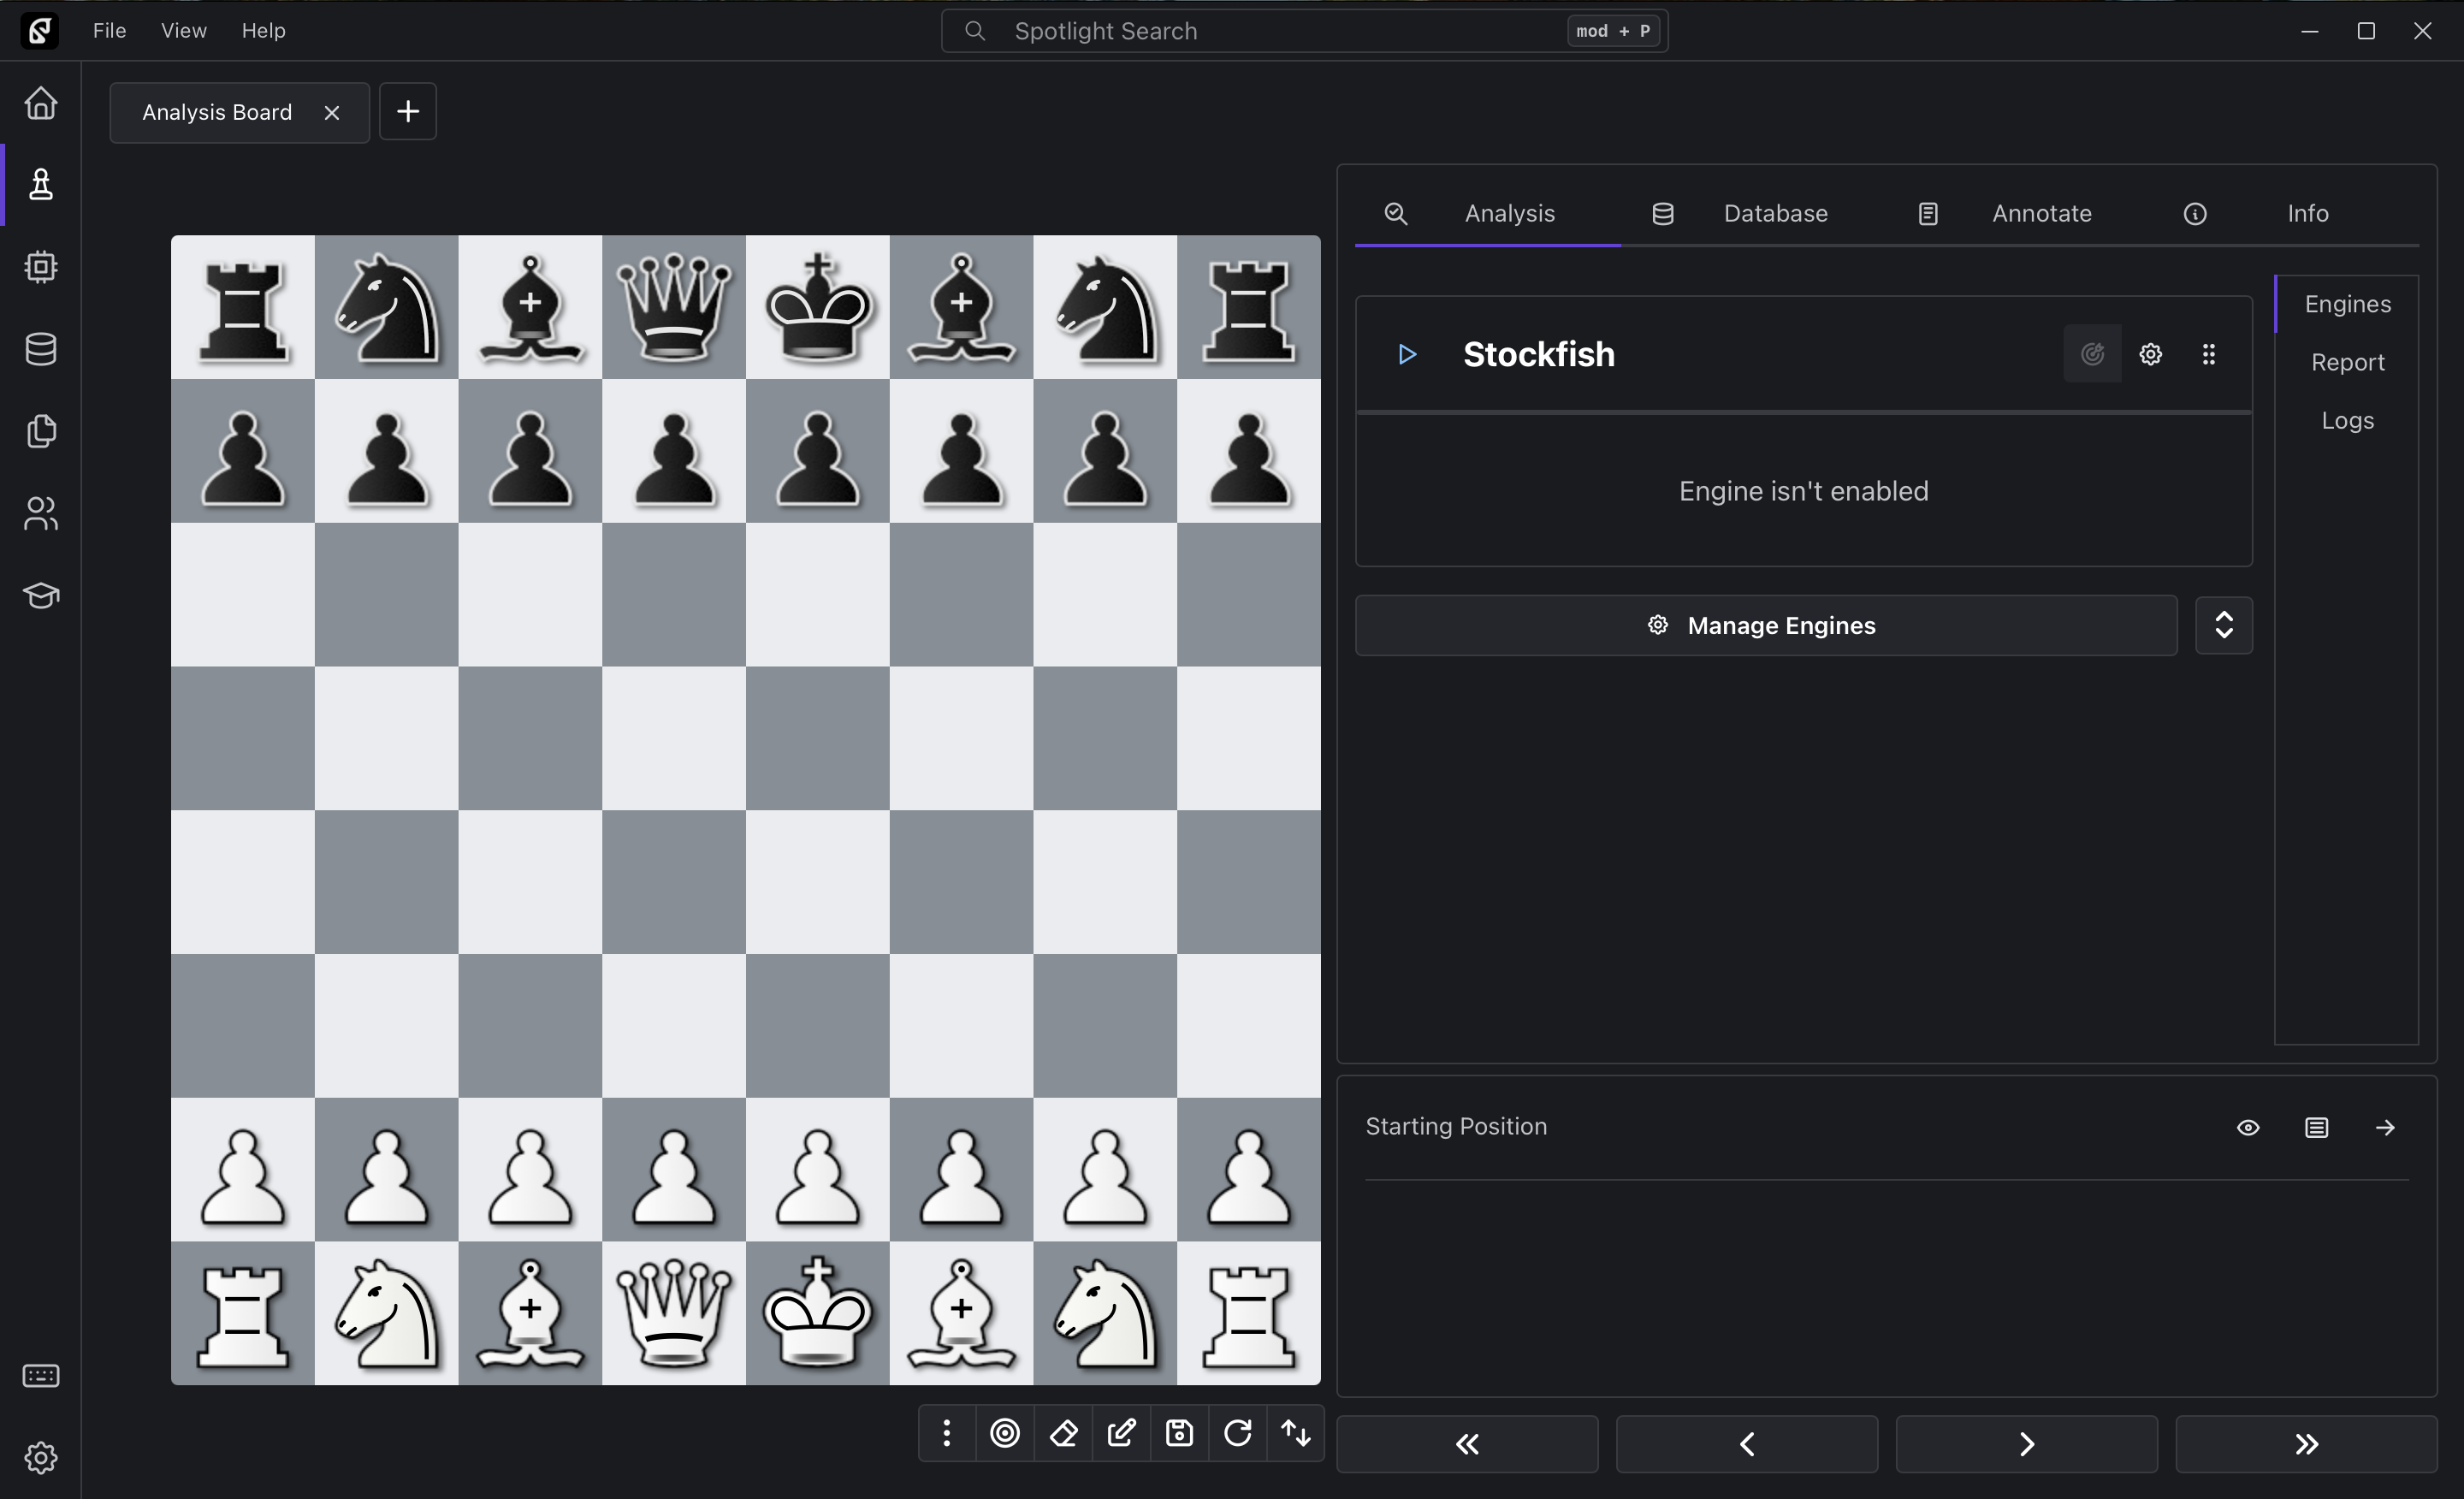 File View Help
Spotlight Search
mod + P
Analysis Board
Analysis Database Annotate Info
Stockfish
Engine isn't enabled
Manage Engines
Engines
Report
Logs
Starting Position